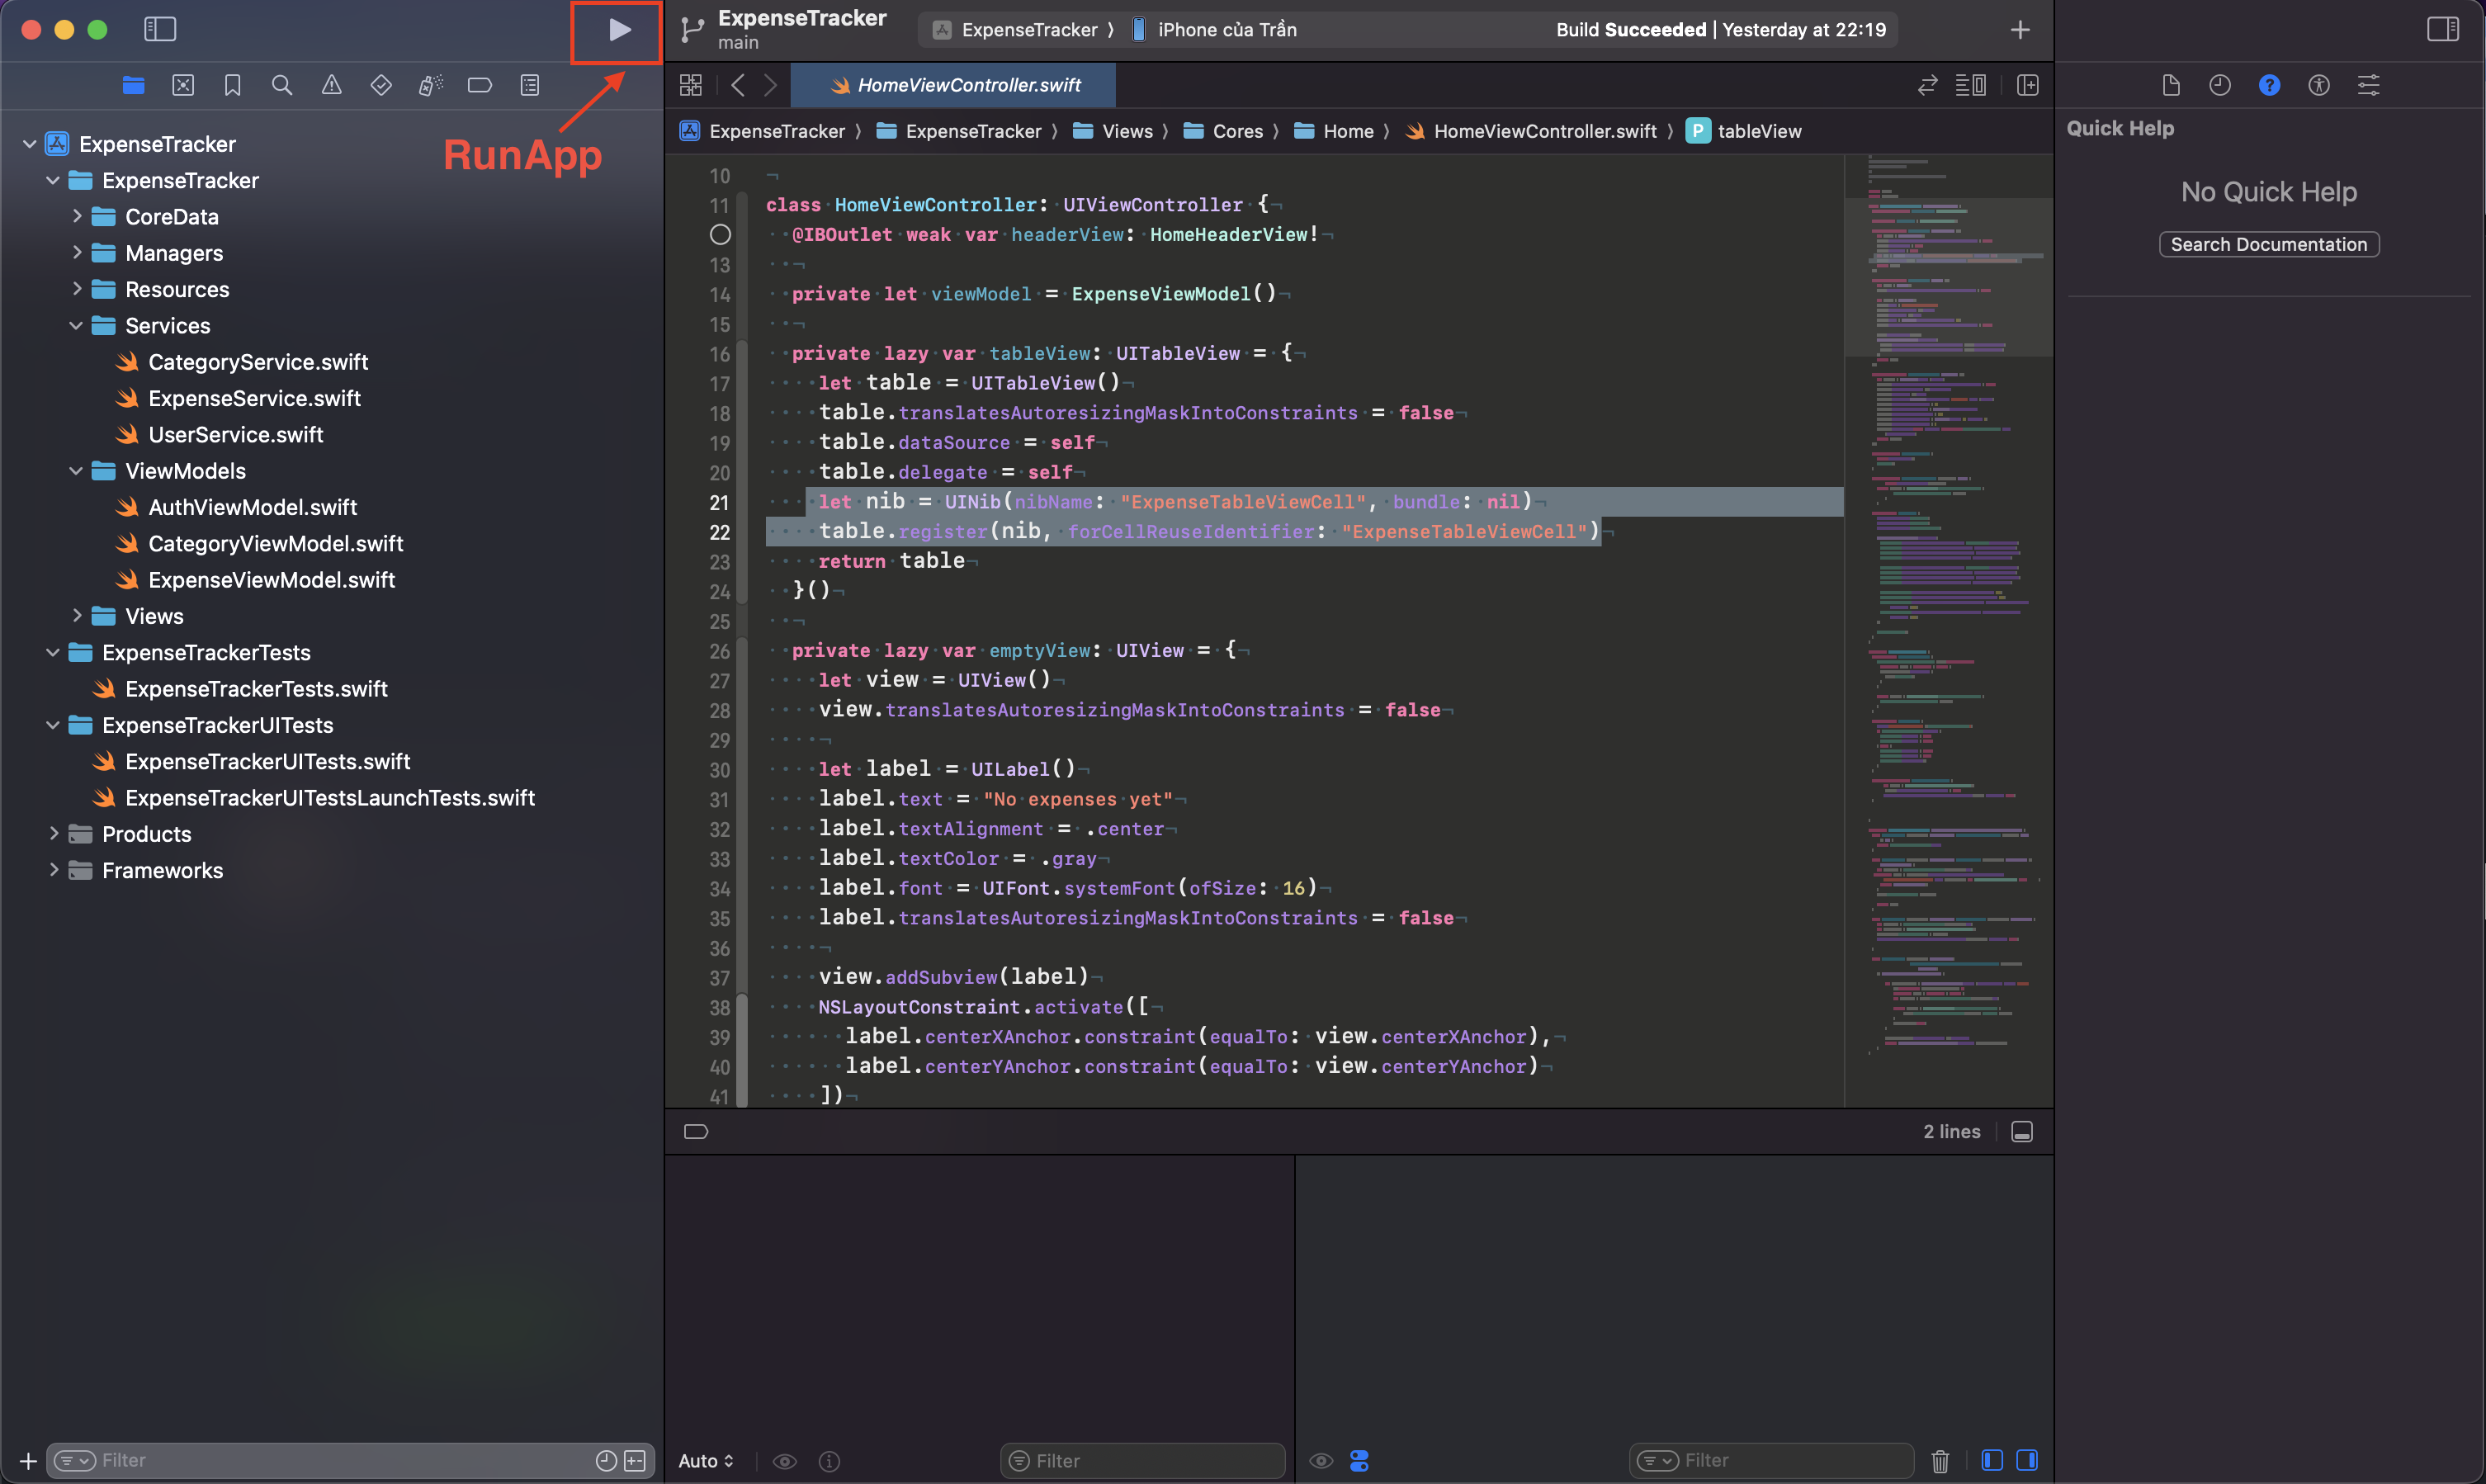 ExpenseTracker
main
ExpenseTracker 〉 iPhone của Trần
Build Succeeded | Yesterday at 22:19
RunApp
HomeViewController.swift
ExpenseTracker 〉 ExpenseTracker 〉 Views 〉 Cores 〉 Home 〉 HomeViewController.swift 〉 P tableView
ExpenseTracker
ExpenseTracker
CoreData
Managers
Resources
Services
CategoryService.swift
ExpenseService.swift
UserService.swift
ViewModels
AuthViewModel.swift
CategoryViewModel.swift
ExpenseViewModel.swift
Views
ExpenseTrackerTests
ExpenseTrackerTests.swift
ExpenseTrackerUITests
ExpenseTrackerUITests.swift
ExpenseTrackerUITestsLaunchTests.swift
Products
Frameworks
Filter
10
11 class HomeViewController: UIViewController {
@IBOutlet weak var headerView: HomeHeaderView!
13
14 private let viewModel = ExpenseViewModel()
15
16 private lazy var tableView: UITableView = {
17 let table = UITableView()
18 table.translatesAutoresizingMaskIntoConstraints = false
19 table.dataSource = self
20 table.delegate = self
21 let nib = UINib(nibName: "ExpenseTableViewCell", bundle: nil)
22 table.register(nib, forCellReuseIdentifier: "ExpenseTableViewCell")
23 return table
24 }()
25
26 private lazy var emptyView: UIView = {
27 let view = UIView()
28 view.translatesAutoresizingMaskIntoConstraints = false
29
30 let label = UILabel()
31 label.text = "No expenses yet"
32 label.textAlignment = .center
33 label.textColor = .gray
34 label.font = UIFont.systemFont(ofSize: 16)
35 label.translatesAutoresizingMaskIntoConstraints = false
36
37 view.addSubview(label)
38 NSLayoutConstraint.activate([
39 label.centerXAnchor.constraint(equalTo: view.centerXAnchor),
40 label.centerYAnchor.constraint(equalTo: view.centerYAnchor)
41 ])
2 lines
Auto
Filter
Filter
Quick Help
No Quick Help
Search Documentation